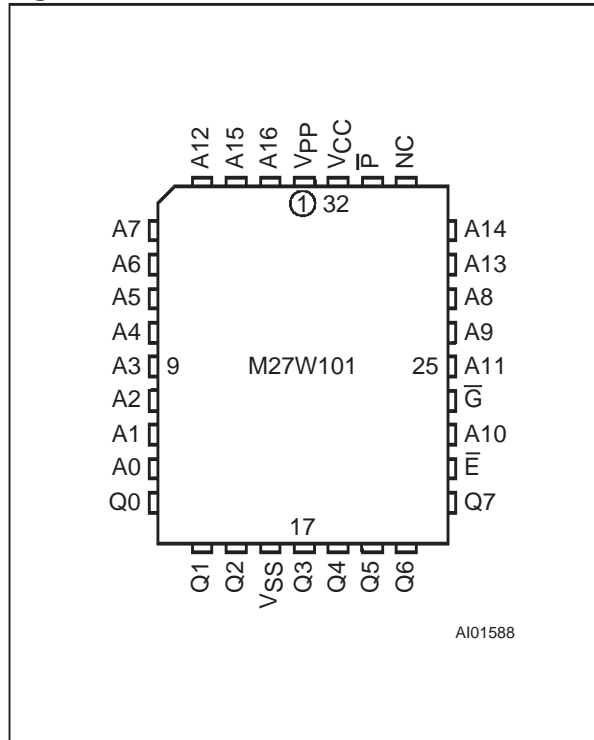 A12 A15 A16 VPP VCC P̅ NC
1 32
A7 A14
A6 A13
A5 A8
A4 A9
A3 9 M27W101 25 A11
A2 G̅
A1 A10
A0 E̅
Q0 Q7
17
Q1 Q2 VSS Q3 Q4 Q5 Q6
AI01588